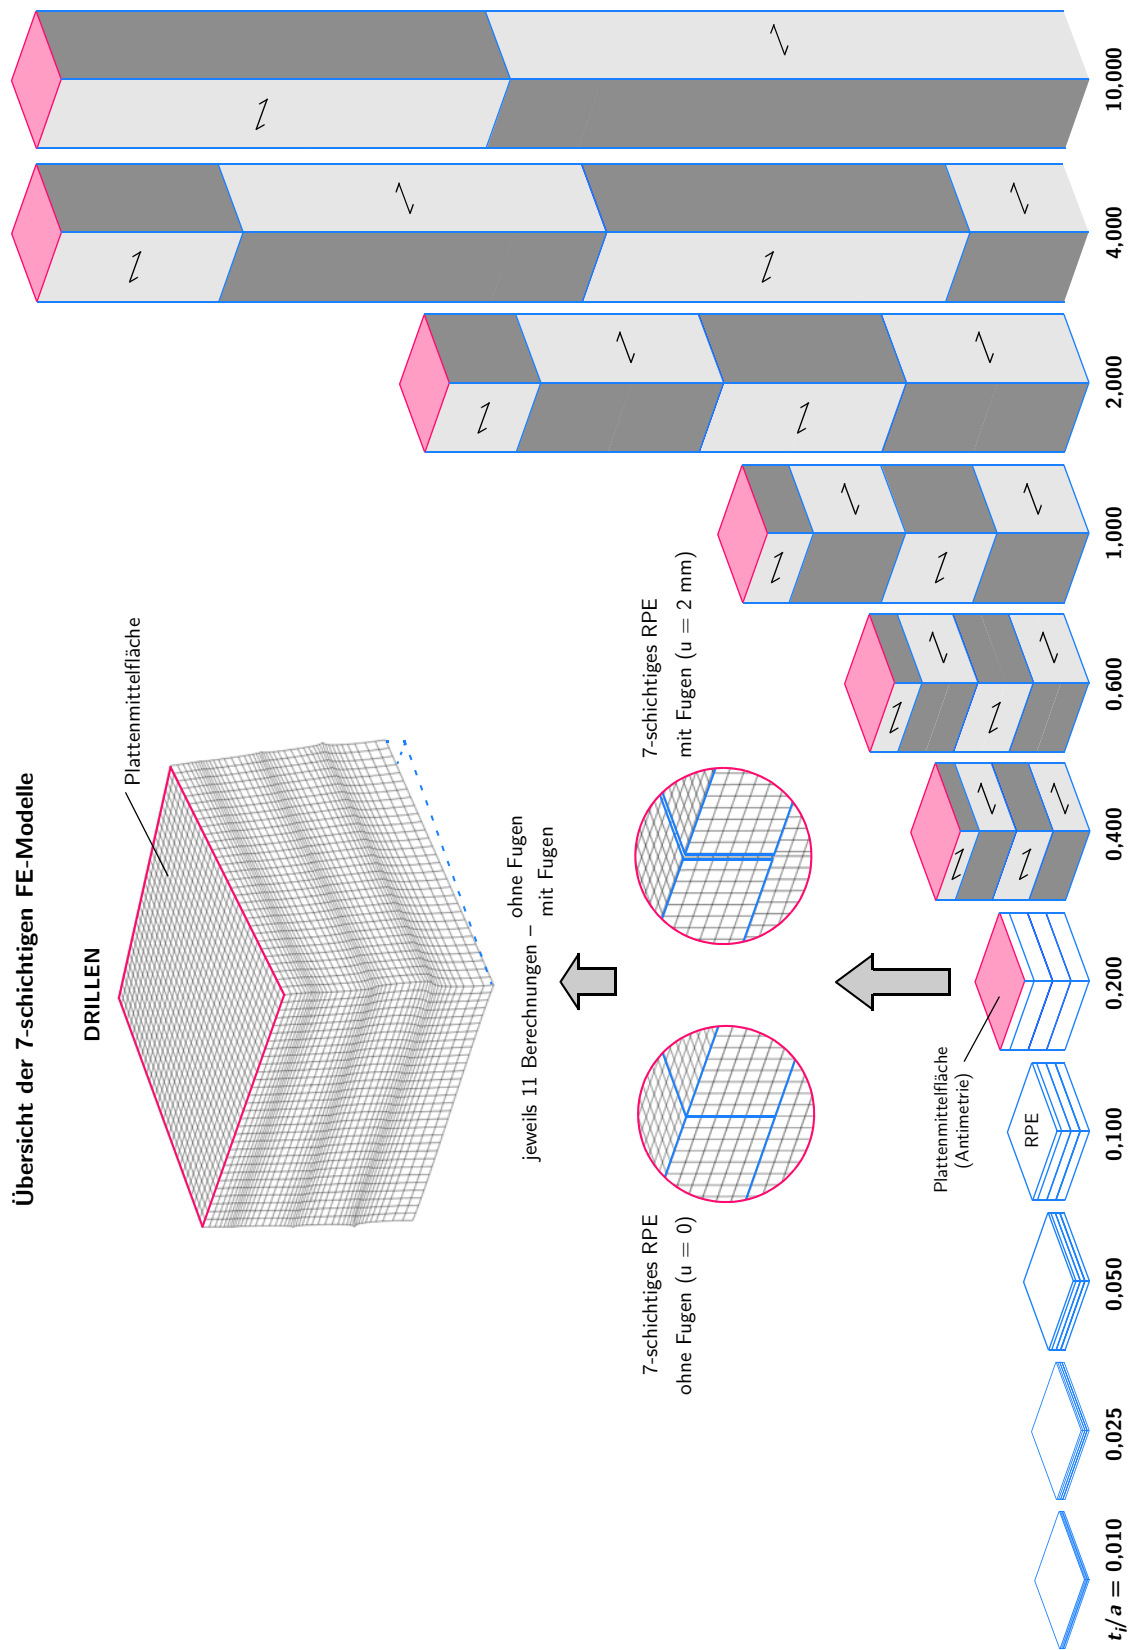 Übersicht der 7-schichtigen FE-Modelle
DRILLEN
Plattenmittelfläche
jeweils 11 Berechnungen – ohne Fugen
mit Fugen
7-schichtiges RPE
ohne Fugen (u = 0)
7-schichtiges RPE
mit Fugen (u = 2 mm)
Plattenmittelfläche
(Antimetrie)
RPE
tᵢ/a = 0,010
0,025
0,050
0,100
0,200
0,400
0,600
1,000
2,000
4,000
10,000